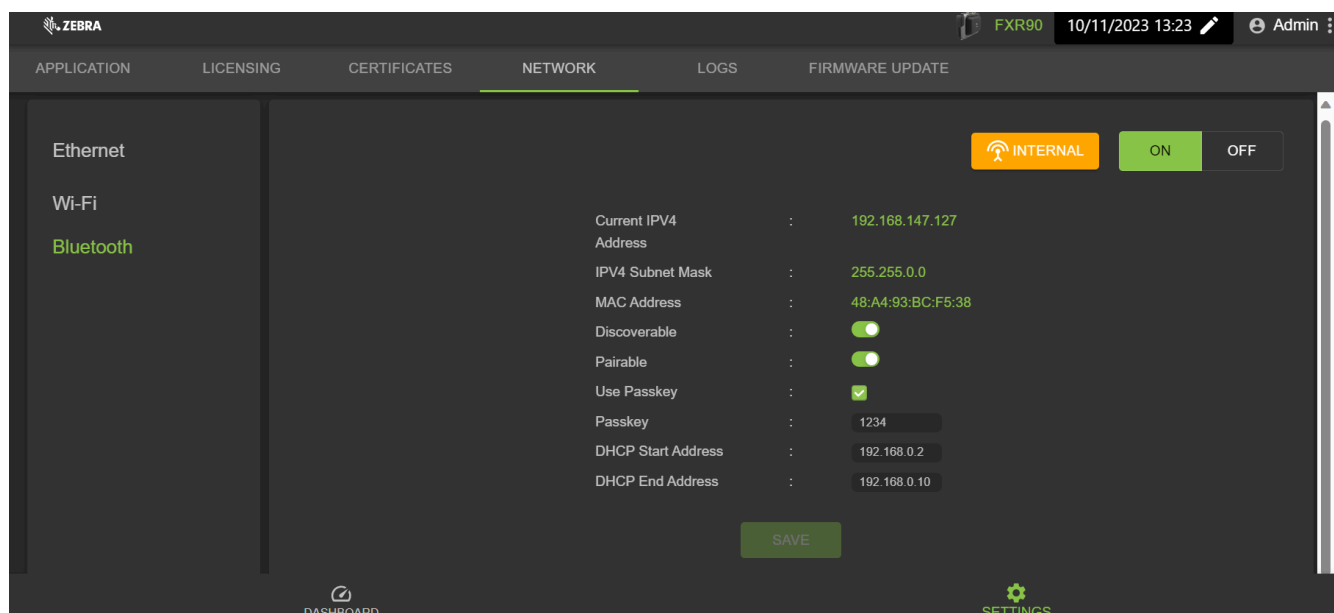 ZEBRA
FXR90
10/11/2023 13:23
Admin
APPLICATION
LICENSING
CERTIFICATES
NETWORK
LOGS
FIRMWARE UPDATE
Ethernet
Wi-Fi
Bluetooth
INTERNAL
ON
OFF
Current IPV4
Address
:
192.168.147.127
IPV4 Subnet Mask : 255.255.0.0
MAC Address : 48:A4:93:BC:F5:38
Discoverable :
Pairable :
Use Passkey :
Passkey : 1234
DHCP Start Address : 192.168.0.2
DHCP End Address : 192.168.0.10
SAVE
DASHBOARD
SETTINGS